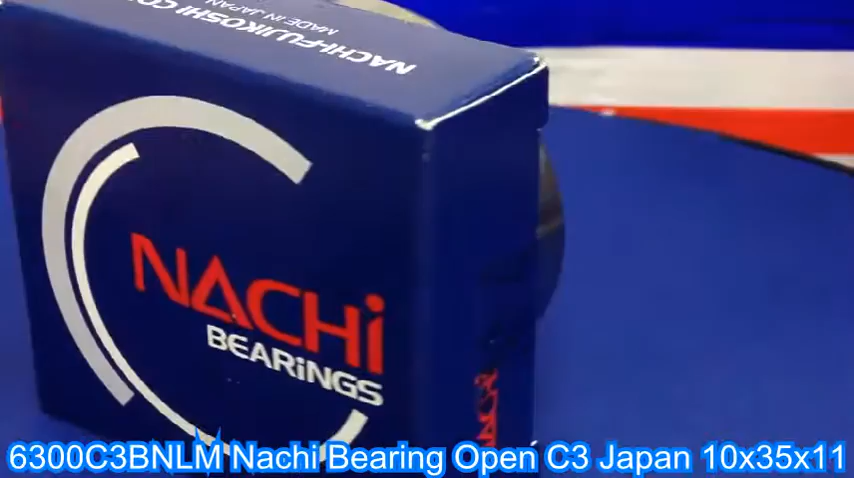 NACHI-FUJIKOSHI CO
MADE IN JAPAN
NACHI
BEARiNGS
NACHI
6300C3BNLM Nachi Bearing Open C3 Japan 10x35x11